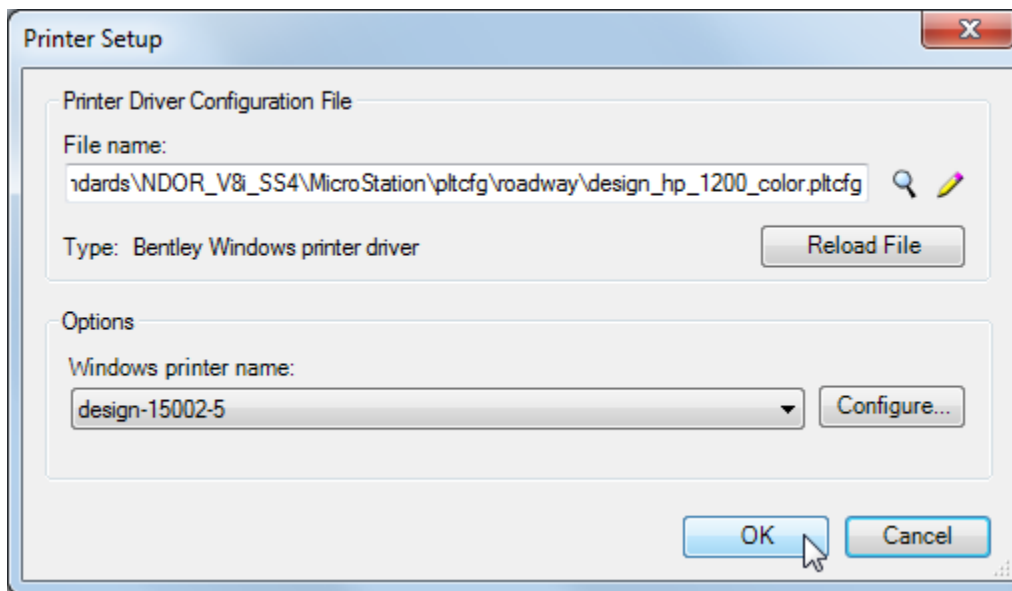 Printer Setup
Printer Driver Configuration File
File name:
ndards\NDOR_V8i_SS4\MicroStation\pltcfg\roadway\design_hp_1200_color.pltcfg
Type: Bentley Windows printer driver
Reload File
Options
Windows printer name:
design-15002-5
Configure...
OK
Cancel